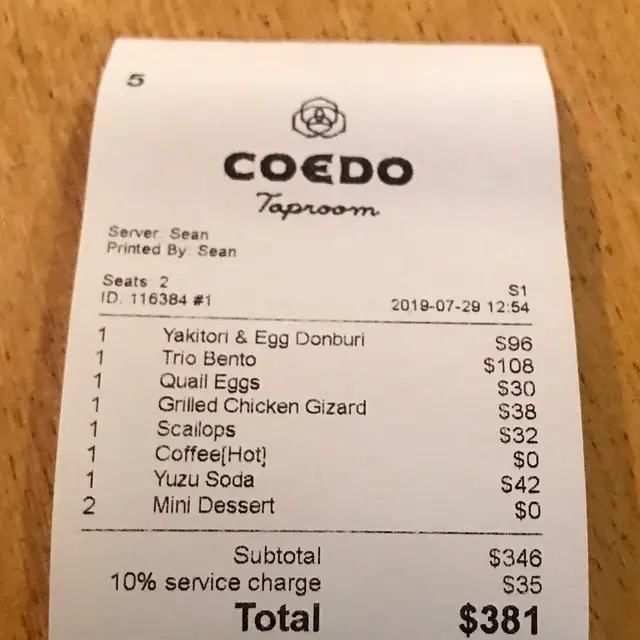 5
COEDO
Taproom
Server: Sean
Printed By: Sean
Seats 2 S1
ID. 116384 #1 2019-07-29 12:54
1 Yakitori & Egg Donburi $96
1 Trio Bento $108
1 Quail Eggs $30
1 Grilled Chicken Gizard $38
1 Scallops $32
1 Coffee[Hot] $0
1 Yuzu Soda $42
2 Mini Dessert $0
Subtotal $346
10% service charge $35
Total $381